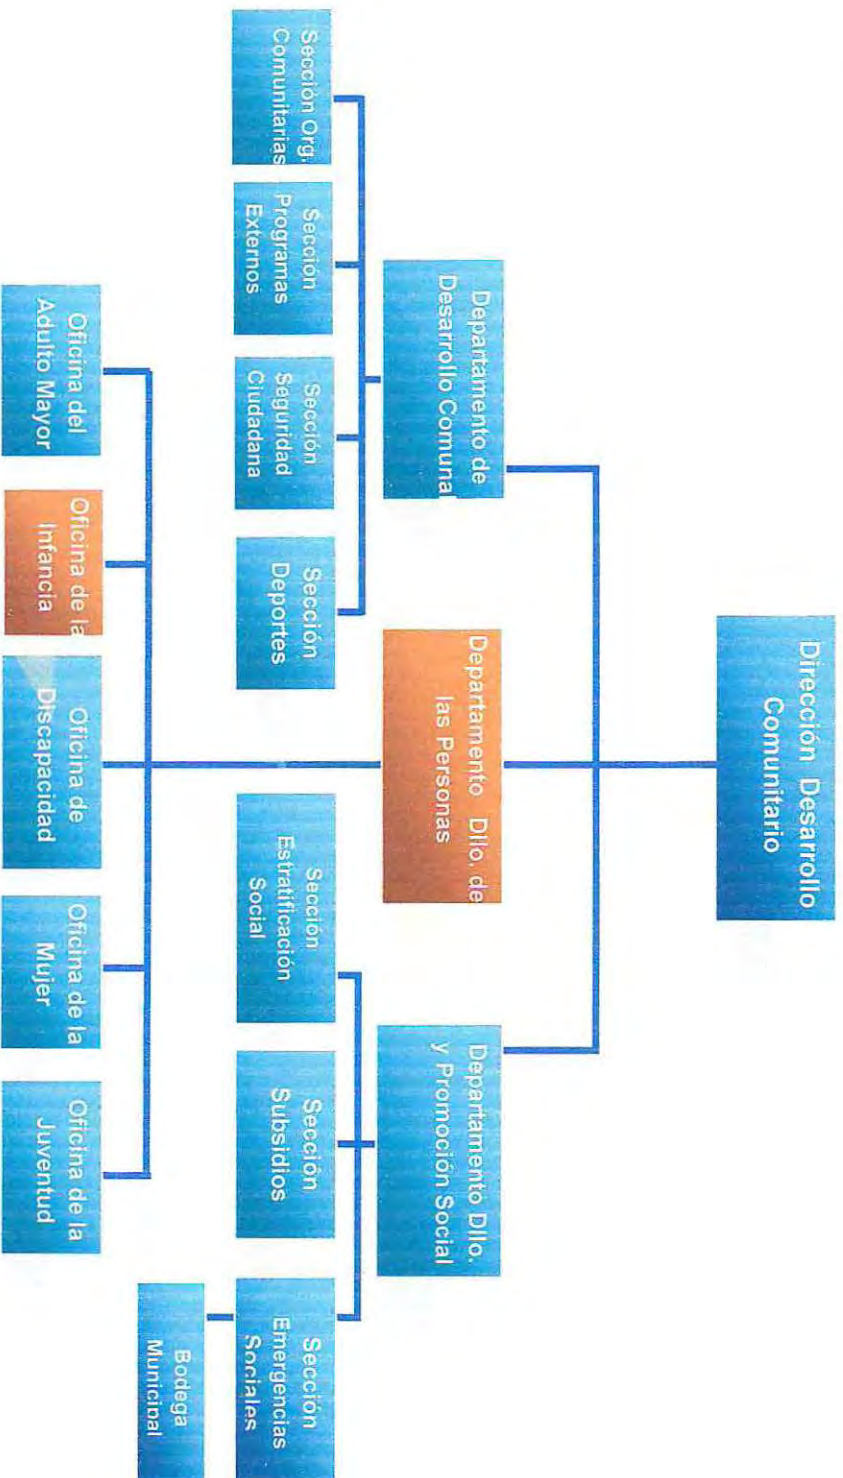 Dirección Desarrollo
Comunitario
Departamento de
Desarrollo Comuna
Departamento Dllo. de
las Personas
Departamento Dllo.
y Promoción Social
Sección Org.
Comunitarias
Sección
Programas
Externos
Sección
Seguridad
Ciudadana
Sección
Deportes
Sección
Estratificación
Social
Sección
Subsidios
Sección
Emergencias
Sociales
Bodega
Municipal
Oficina del
Adulto Mayor
Oficina de la
Infancia
Oficina de
Discapacidad
Oficina de la
Mujer
Oficina de la
Juventud